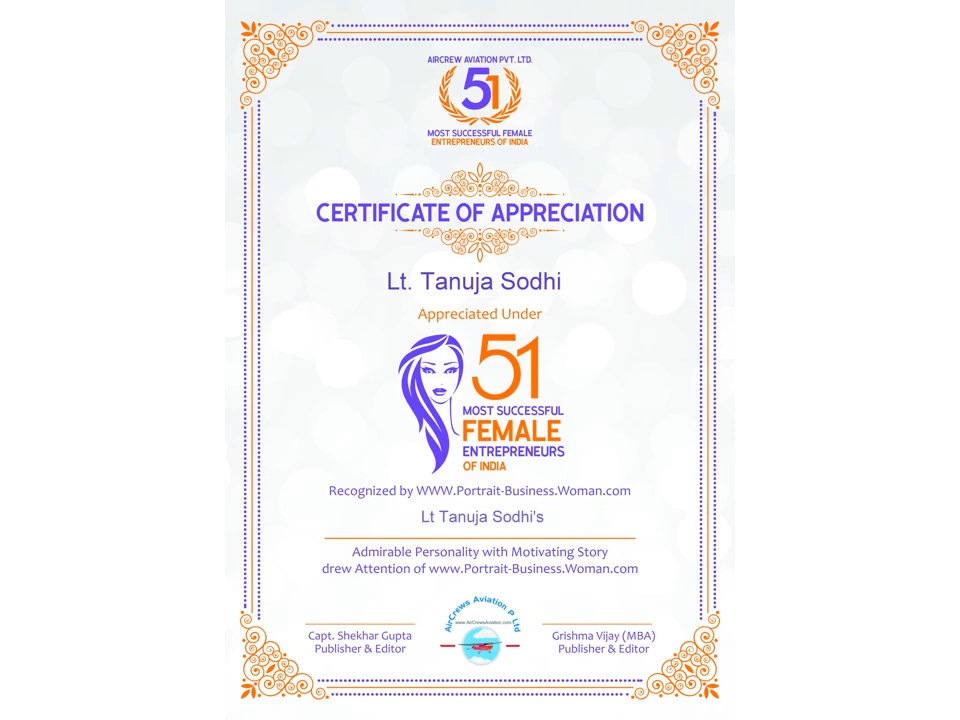 AIRCREW AVIATION PVT. LTD.
51
MOST SUCCESSFUL FEMALE
ENTREPRENEURS OF INDIA
CERTIFICATE OF APPRECIATION
Lt. Tanuja Sodhi
Appreciated Under
51
MOST SUCCESSFUL
FEMALE
ENTREPRENEURS
OF INDIA
Recognized by WWW.Portrait-Business.Woman.com
Lt Tanuja Sodhi's
Admirable Personality with Motivating Story
drew Attention of www.Portrait-Business.Woman.com
AirCrews Aviation P Ltd
www.AirCrewsAviation.com
Capt. Shekhar Gupta
Publisher & Editor
Grishma Vijay (MBA)
Publisher & Editor